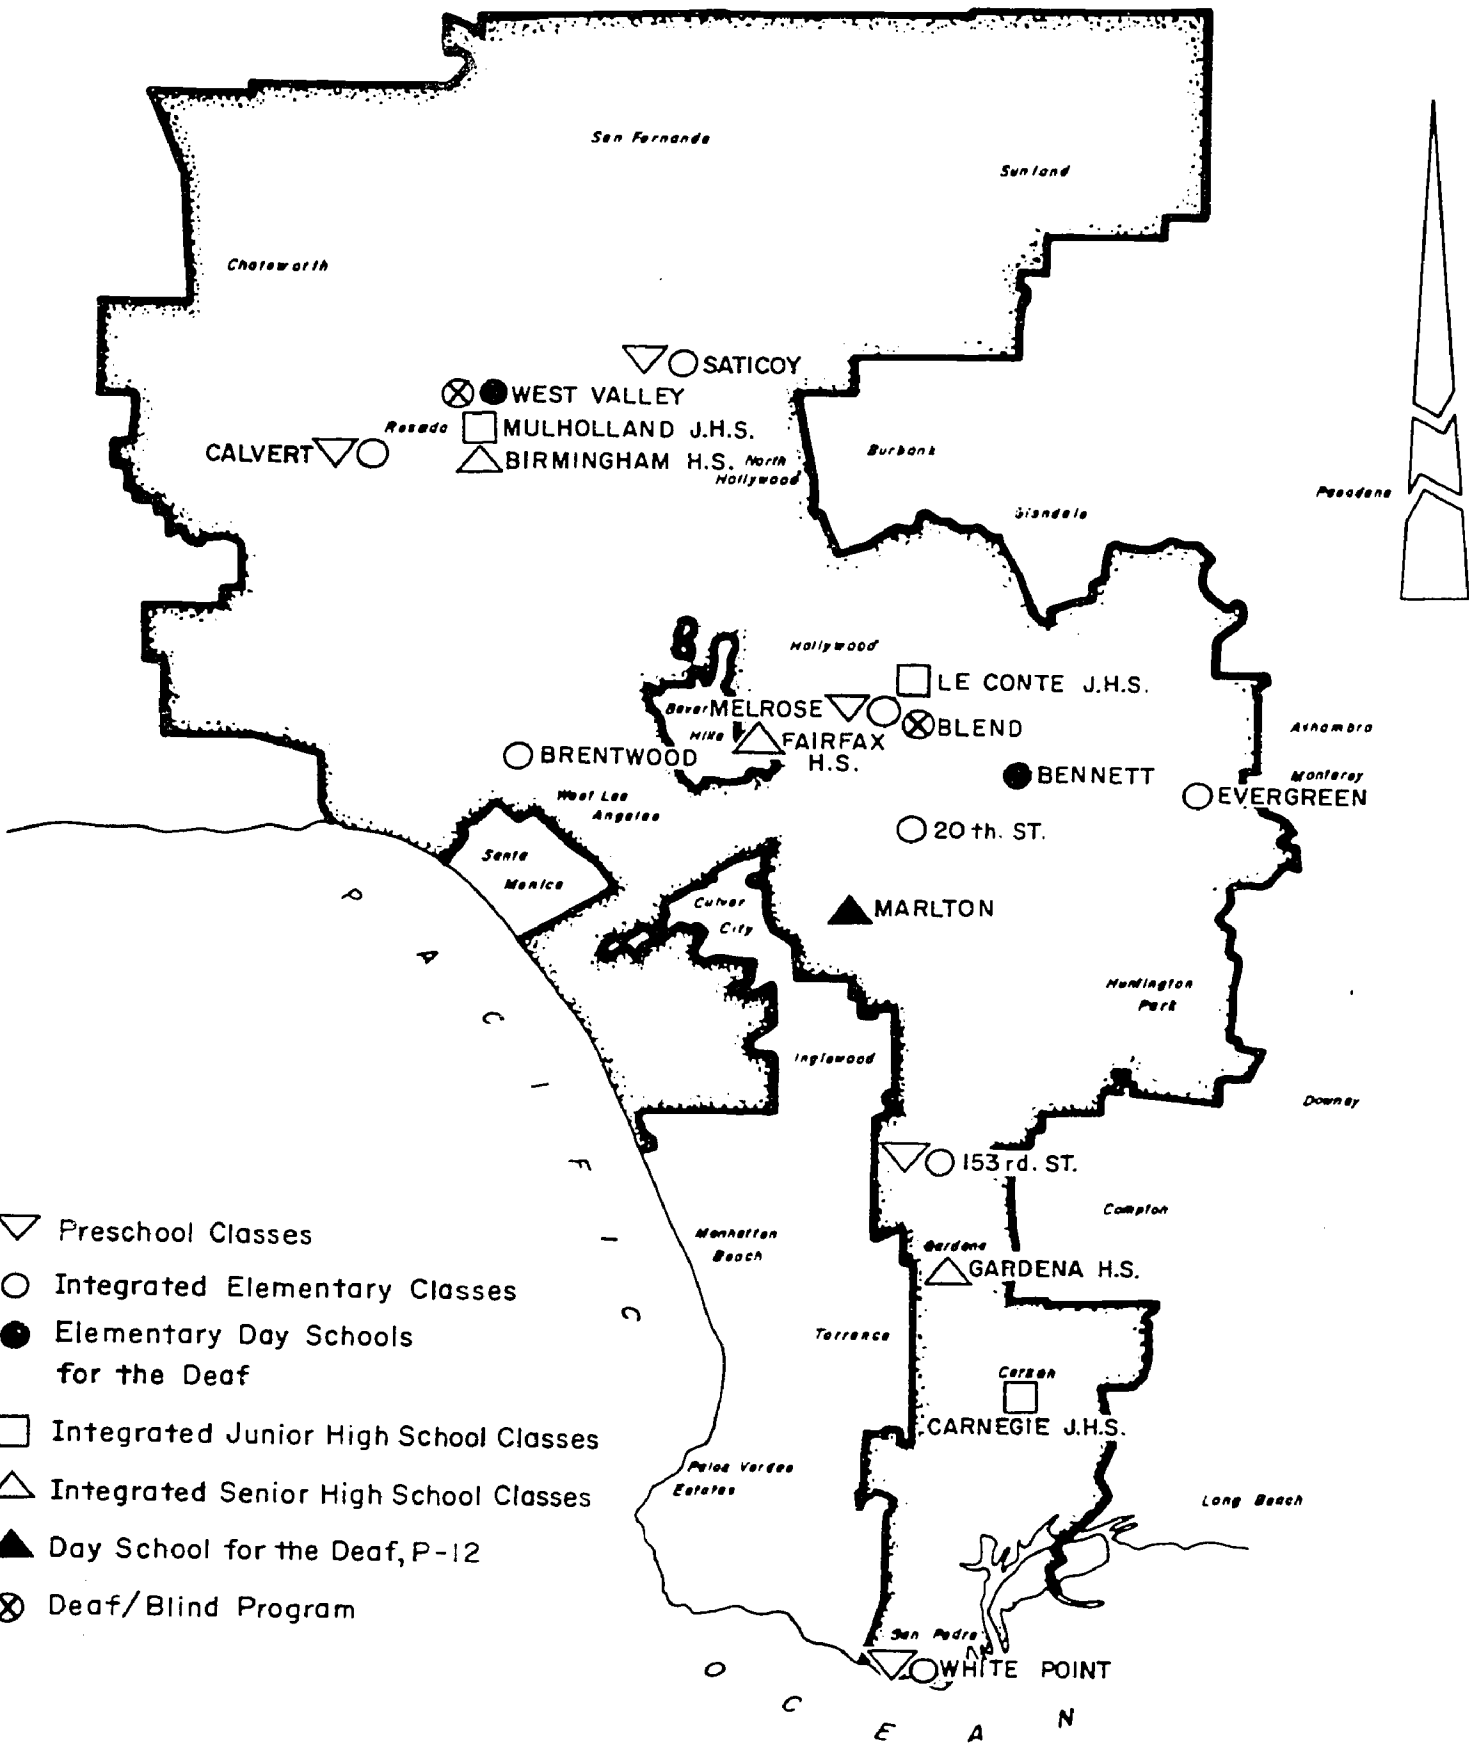 San Fernando
Sunland
Chatsworth
SATICOY
WEST VALLEY
Reseda
MULHOLLAND J.H.S.
CALVERT
BIRMINGHAM H.S.
North
Hollywood
Burbank
Pasadena
Glendale
Hollywood
LE CONTE J.H.S.
MELROSE
BLEND
Hills
FAIRFAX
H.S.
BRENTWOOD
Alhambra
BENNETT
Monterey
EVERGREEN
West Los
Angeles
20th. ST.
Santa
Monica
Culver
City
MARLTON
Huntington
Park
Inglewood
Downey
153rd. ST.
Compton
Manhattan
Beach
Gardena
GARDENA H.S.
Torrance
Carson
CARNEGIE J.H.S.
Palos Verdes
Estates
Long Beach
San Pedro
WHITE POINT
PACIFIC
OCEAN
Preschool Classes
Integrated Elementary Classes
Elementary Day Schools
for the Deaf
Integrated Junior High School Classes
Integrated Senior High School Classes
Day School for the Deaf, P-12
Deaf/Blind Program